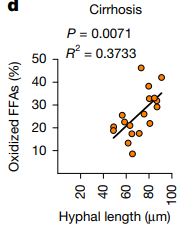 d
Cirrhosis
P = 0.0071
R² = 0.3733
Oxidized FFAs (%)
50
40
30
20
10
20 40 60 80 100
Hyphal length (μm)